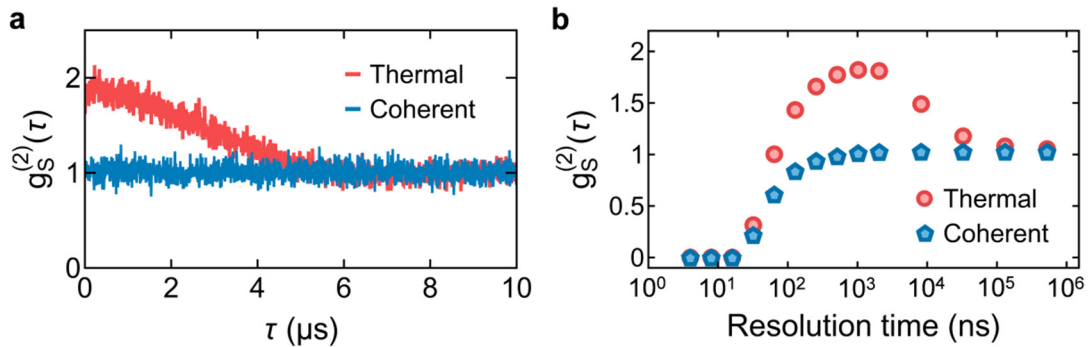 a
g_S^(2)(τ)
2
1
0
Thermal
Coherent
0 2 4 6 8 10
τ (μs)
b
g_S^(2)(τ)
2
1.5
1
0.5
0
Thermal
Coherent
10^0 10^1 10^2 10^3 10^4 10^5 10^6
Resolution time (ns)